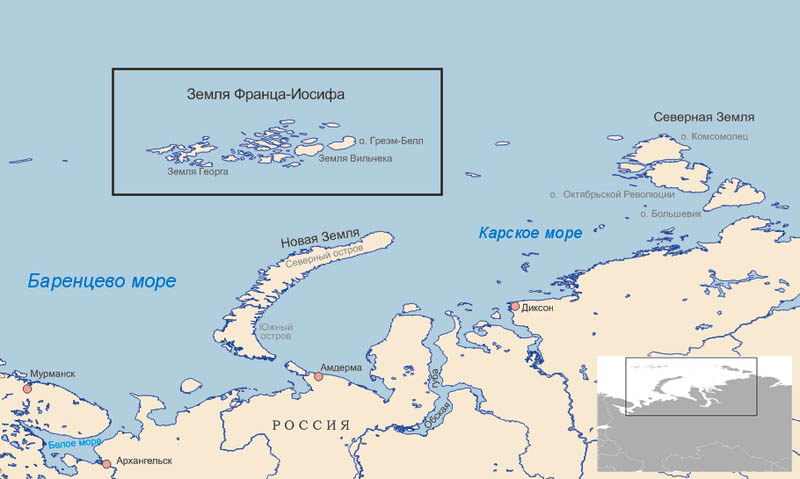 Земля Франца-Иосифа
о. Греэм-Белл
Земля Вильчека
Земля Георга
Северная Земля
о. Комсомолец
о. Октябрьской Революции
о. Большевик
Новая Земля
Северный остров
Карское море
Баренцево море
Южный
остров
Диксон
Мурманск
Амдерма
Обская губа
РОССИЯ
Белое море
Архангельск